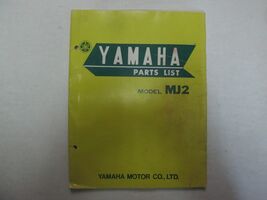 YAMAHA
PARTS LIST
MODEL MJ2
YAMAHA MOTOR CO., LTD.